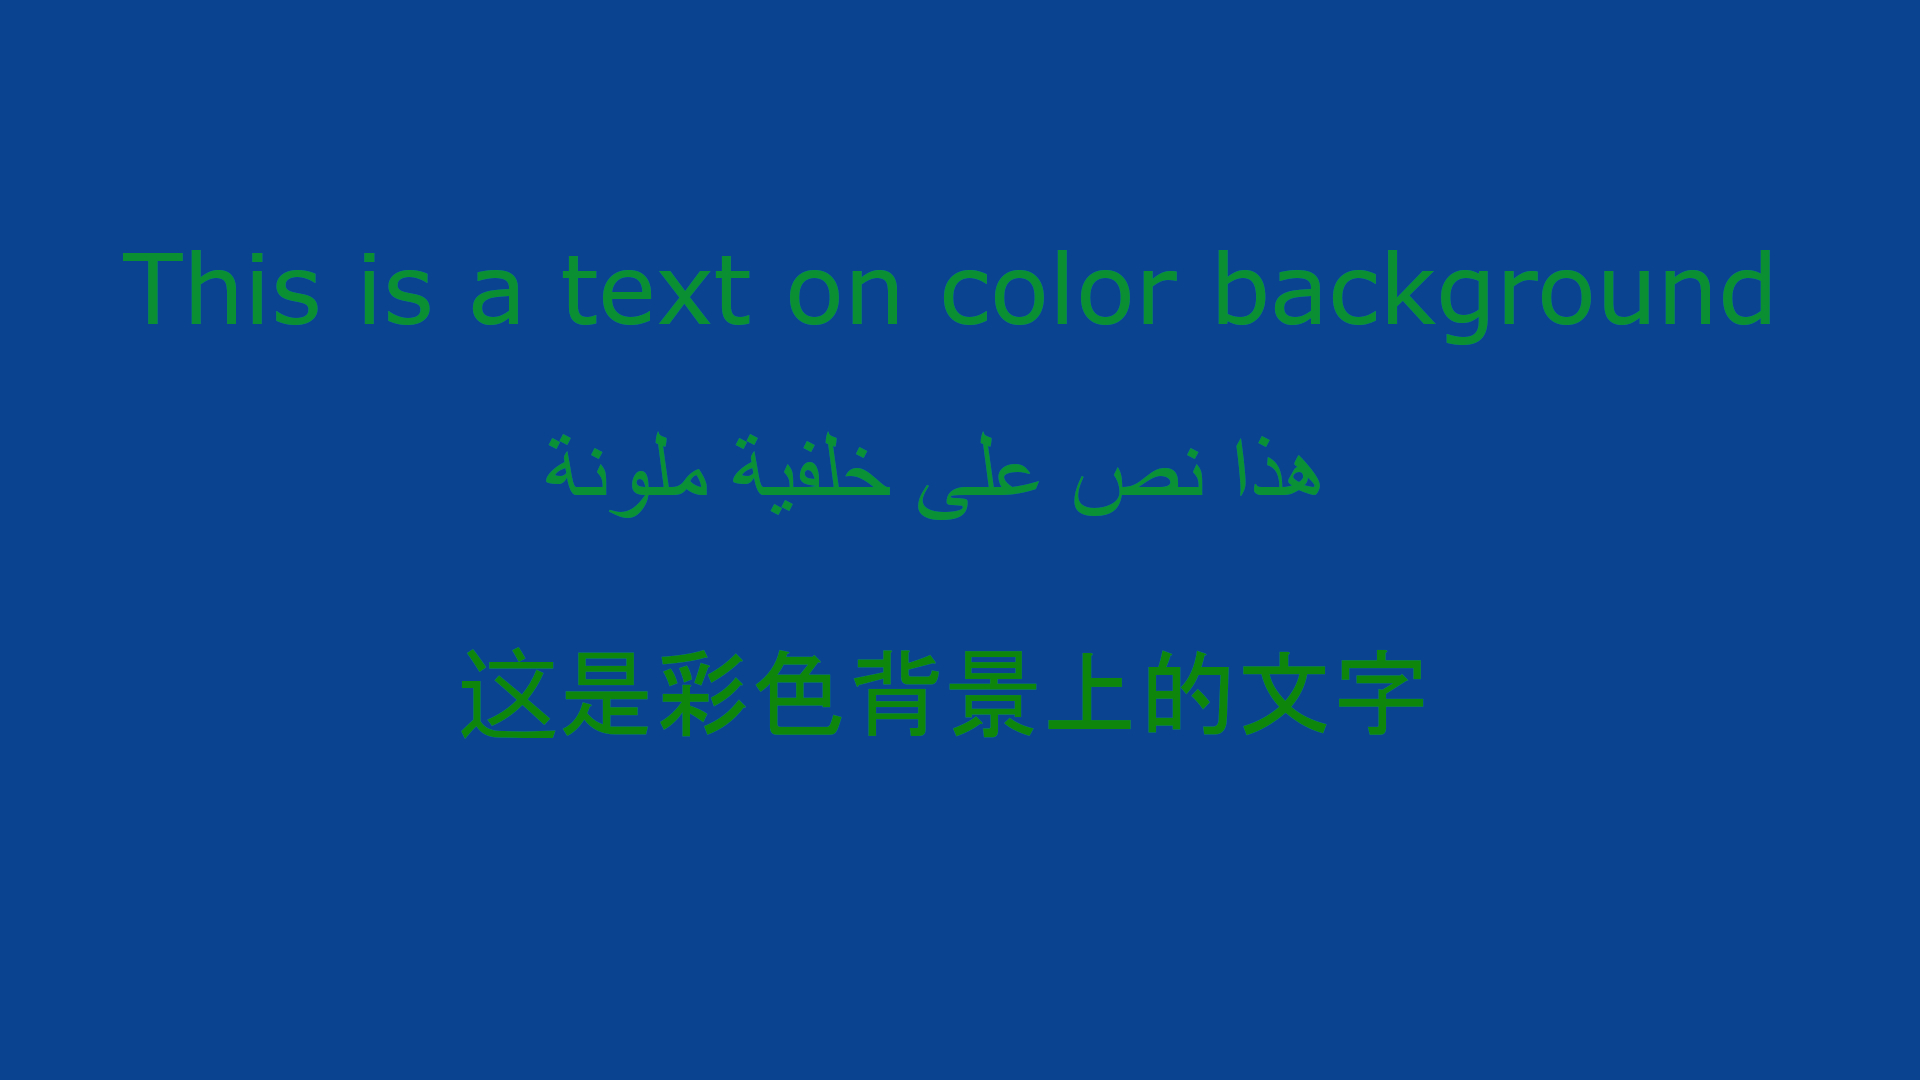 This is a text on color background
هذا نص على خلفية ملونة
这是彩色背景上的文字